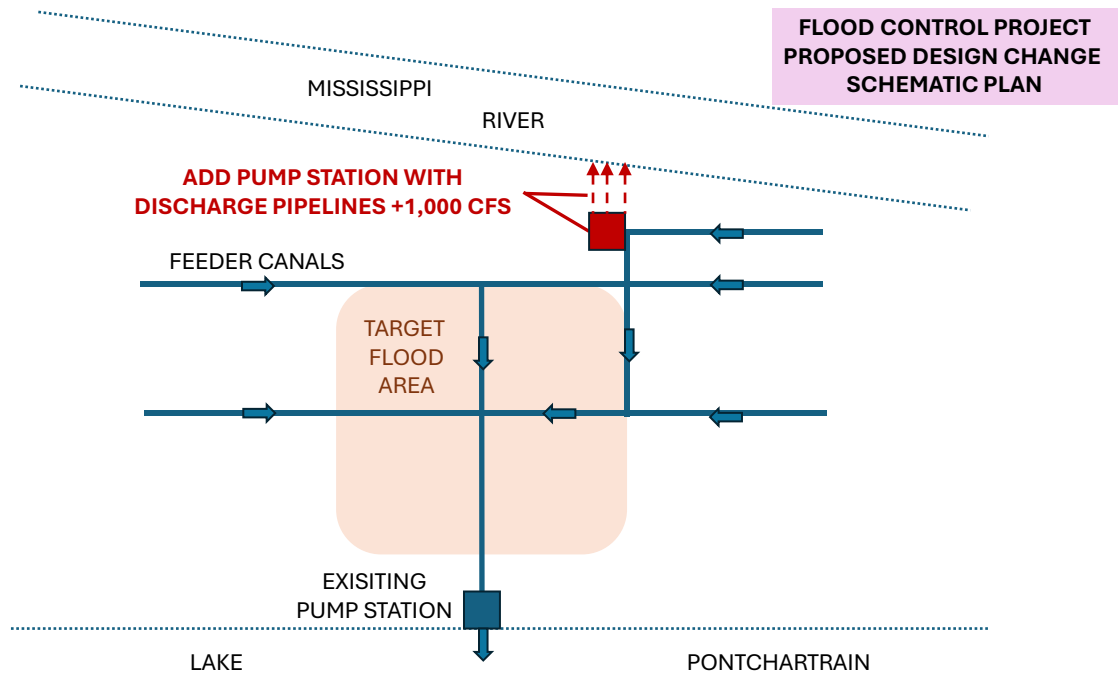 FLOOD CONTROL PROJECT
PROPOSED DESIGN CHANGE
SCHEMATIC PLAN
MISSISSIPPI
RIVER
ADD PUMP STATION WITH
DISCHARGE PIPELINES +1,000 CFS
FEEDER CANALS
TARGET
FLOOD
AREA
EXISITING
PUMP STATION
LAKE
PONTCHARTRAIN